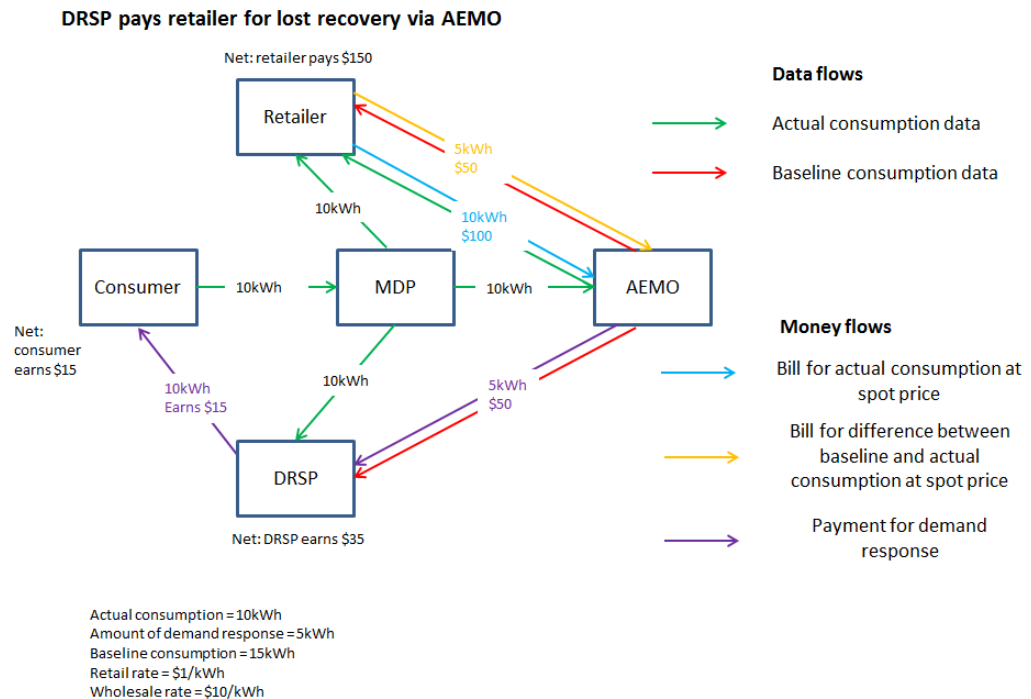 DRSP pays retailer for lost recovery via AEMO
Net: retailer pays $150
Retailer
5kWh
$50
10kWh
10kWh
$100
Consumer
10kWh
MDP
10kWh
AEMO
Net:
consumer
earns $15
10kWh
Earns $15
10kWh
5kWh
$50
DRSP
Net: DRSP earns $35
Data flows
Actual consumption data
Baseline consumption data
Money flows
Bill for actual consumption at
spot price
Bill for difference between
baseline and actual
consumption at spot price
Payment for demand
response
Actual consumption = 10kWh
Amount of demand response = 5kWh
Baseline consumption = 15kWh
Retail rate = $1/kWh
Wholesale rate = $10/kWh